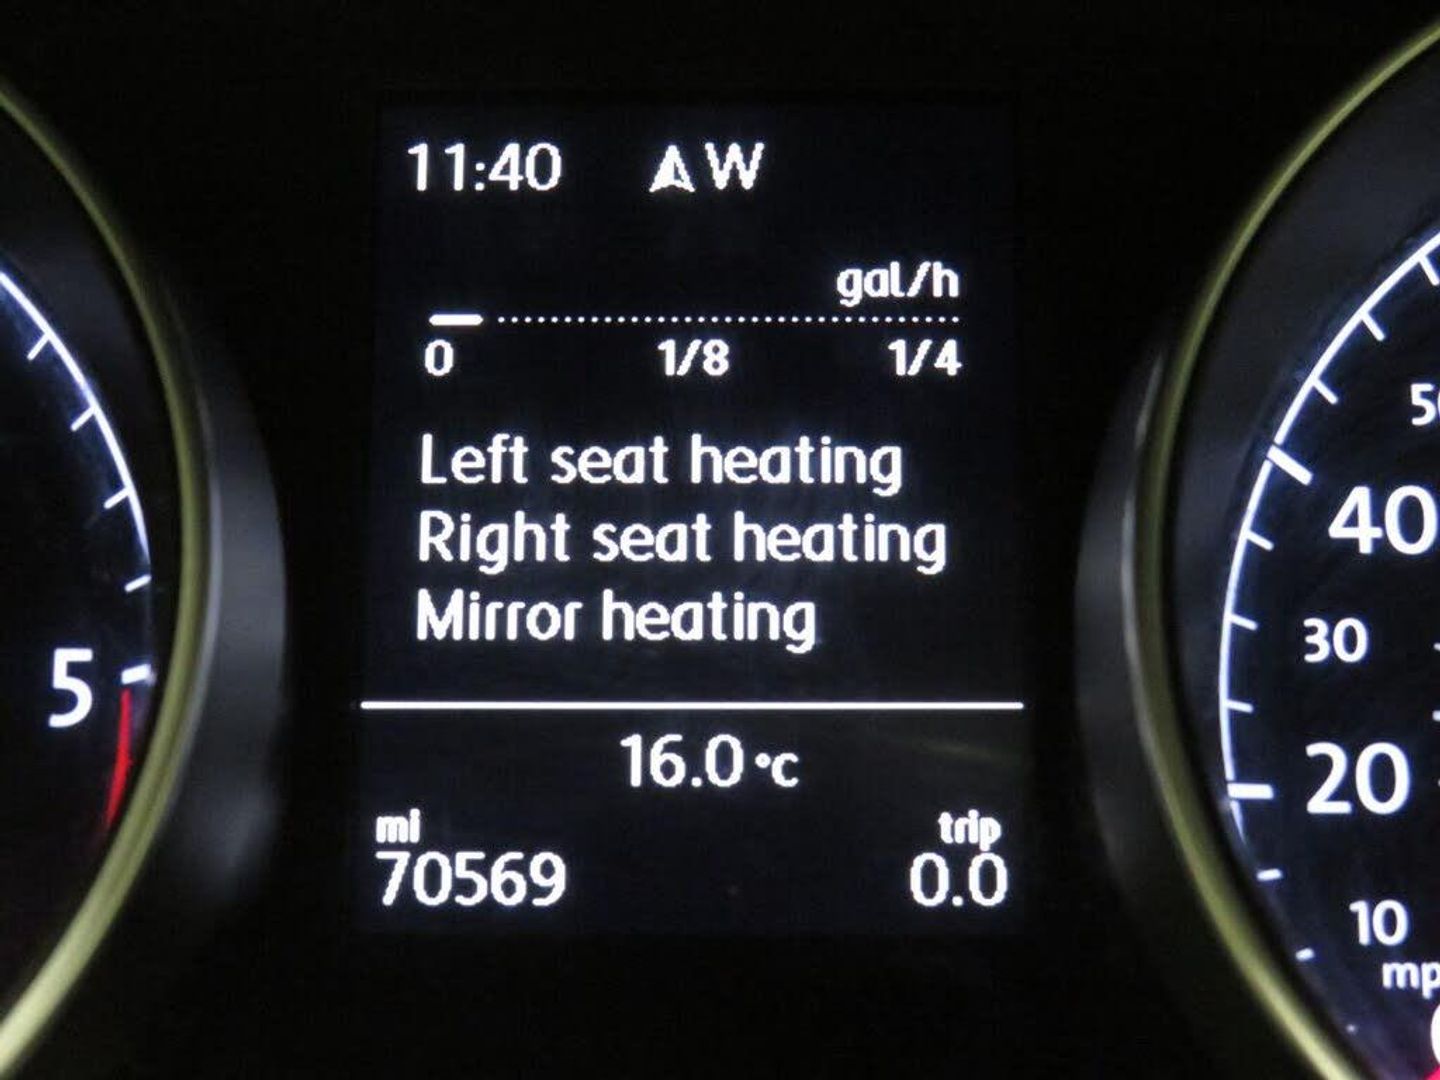 11:40 W
gal/h
0 1/8 1/4
Left seat heating
Right seat heating
Mirror heating
16.0 °C
mi trip
70569 0.0
5
40
30
20
10